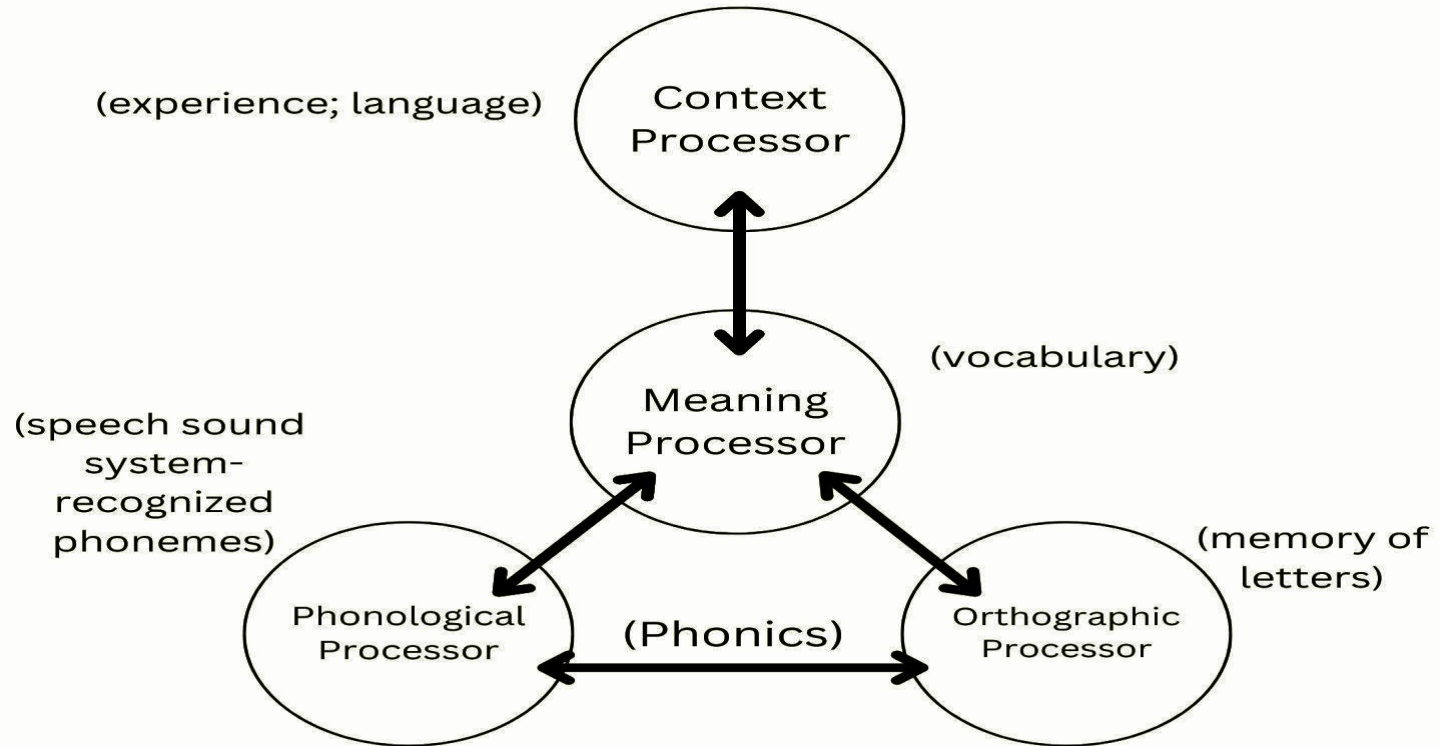 (experience; language)
Context
Processor
(vocabulary)
Meaning
Processor
(speech sound
system-
recognized
phonemes)
(memory of
letters)
Phonological
Processor
(Phonics)
Orthographic
Processor